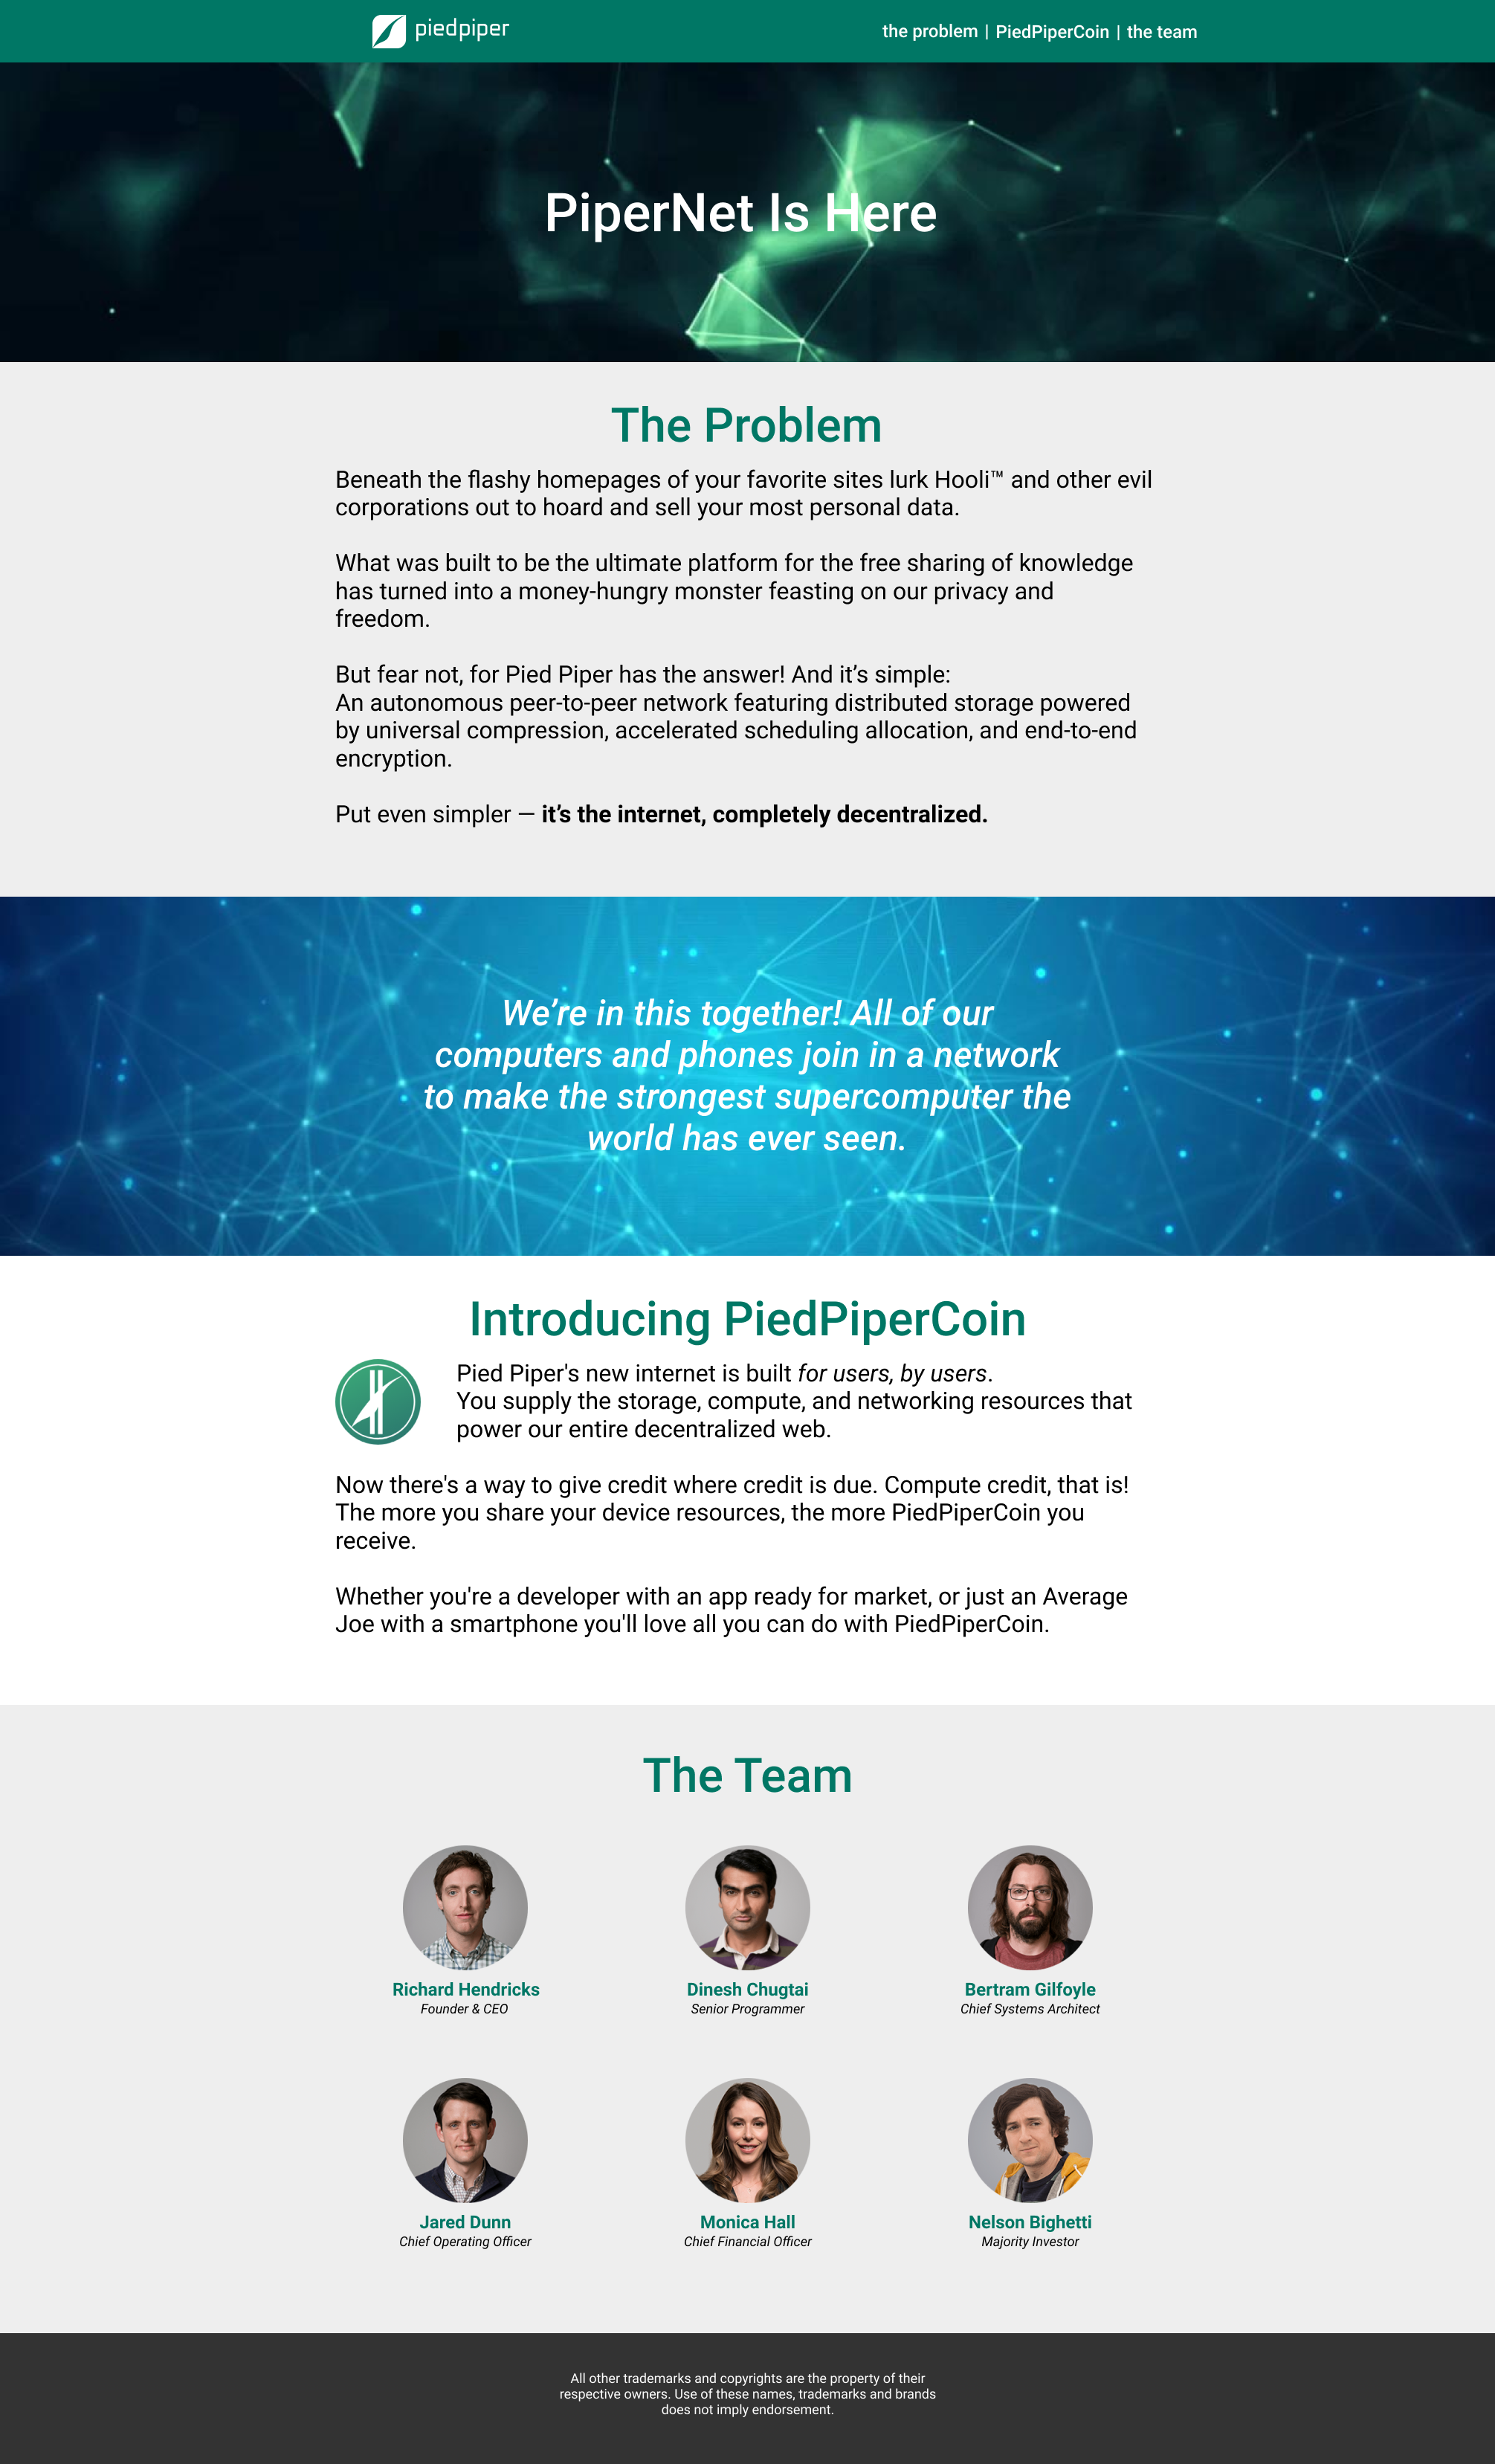 piedpiper
the problem | PiedPiperCoin | the team
PiperNet Is Here
The Problem
Beneath the flashy homepages of your favorite sites lurk Hooli™ and other evil
corporations out to hoard and sell your most personal data.
What was built to be the ultimate platform for the free sharing of knowledge
has turned into a money-hungry monster feasting on our privacy and
freedom.
But fear not, for Pied Piper has the answer! And it’s simple:
An autonomous peer-to-peer network featuring distributed storage powered
by universal compression, accelerated scheduling allocation, and end-to-end
encryption.
Put even simpler — it’s the internet, completely decentralized.
We’re in this together! All of our
computers and phones join in a network
to make the strongest supercomputer the
world has ever seen.
Introducing PiedPiperCoin
Pied Piper's new internet is built for users, by users.
You supply the storage, compute, and networking resources that
power our entire decentralized web.
Now there's a way to give credit where credit is due. Compute credit, that is!
The more you share your device resources, the more PiedPiperCoin you
receive.
Whether you're a developer with an app ready for market, or just an Average
Joe with a smartphone you'll love all you can do with PiedPiperCoin.
The Team
Richard Hendricks
Founder & CEO
Dinesh Chugtai
Senior Programmer
Bertram Gilfoyle
Chief Systems Architect
Jared Dunn
Chief Operating Officer
Monica Hall
Chief Financial Officer
Nelson Bighetti
Majority Investor
All other trademarks and copyrights are the property of their
respective owners. Use of these names, trademarks and brands
does not imply endorsement.